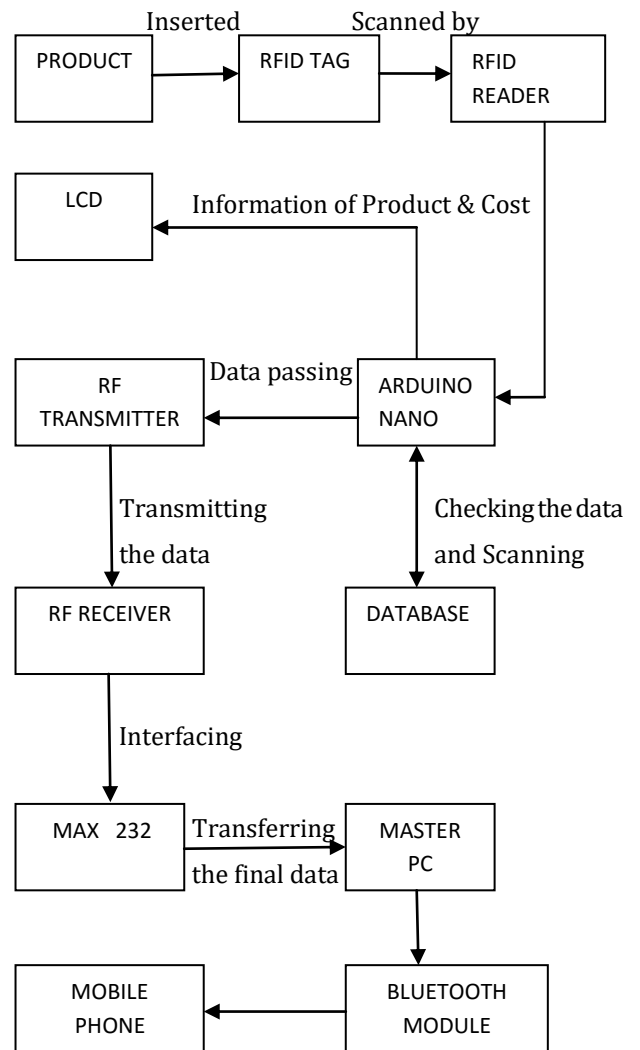 Inserted
Scanned by
PRODUCT
RFID TAG
RFID
READER
LCD
Information of Product & Cost
RF
TRANSMITTER
Data passing
ARDUINO
NANO
Transmitting
the data
Checking the data
and Scanning
RF RECEIVER
DATABASE
Interfacing
MAX 232
Transferring
the final data
MASTER
PC
MOBILE
PHONE
BLUETOOTH
MODULE